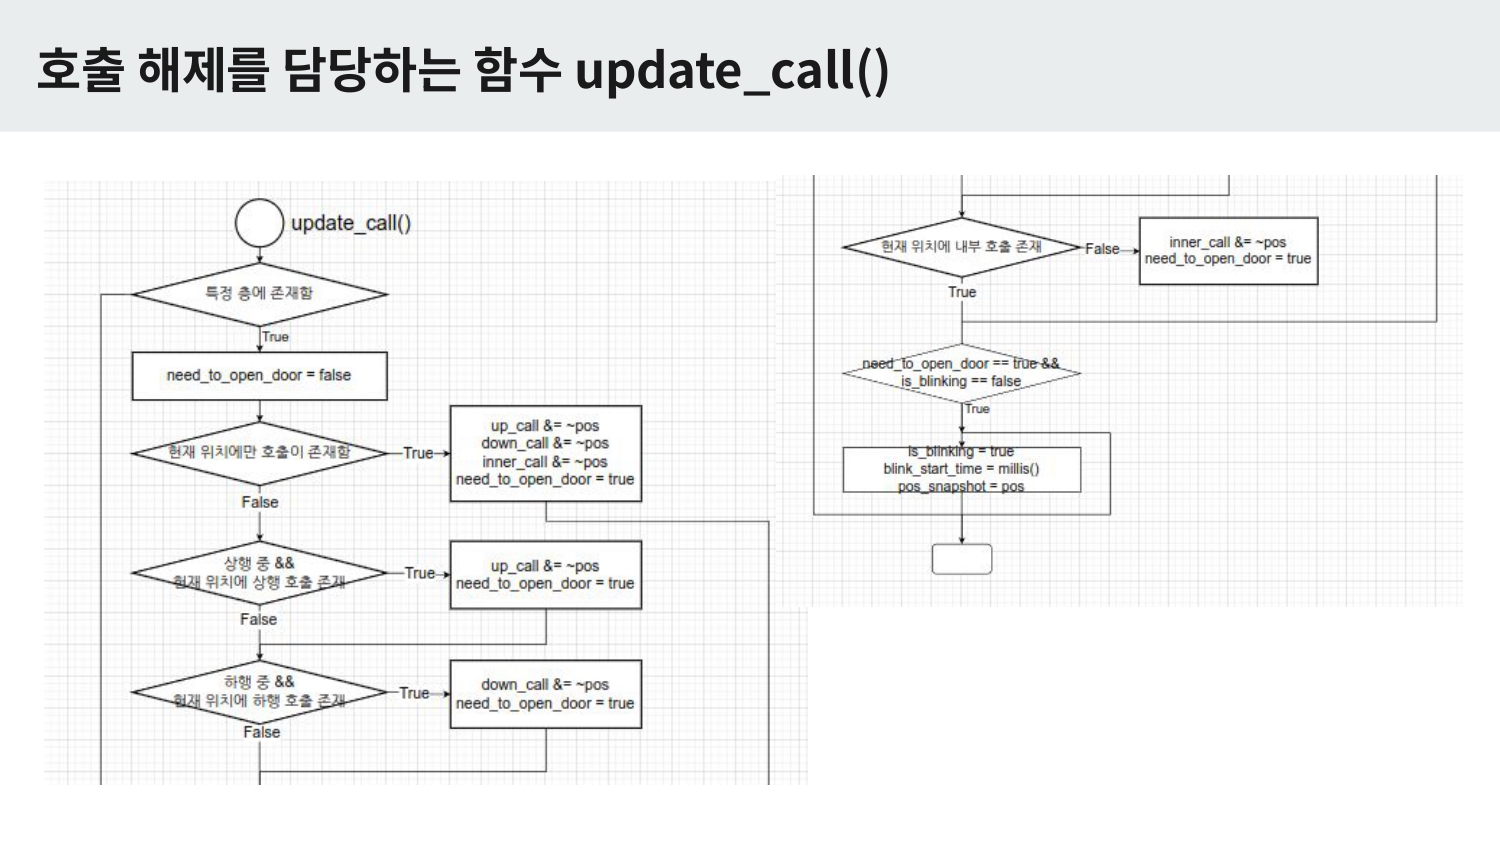 호출 해제를 담당하는 함수 update_call()
update_call()
특정 층에 존재함
True
need_to_open_door = false
현재 위치에만 호출이 존재함
True
up_call &= ~pos
down_call &= ~pos
inner_call &= ~pos
need_to_open_door = true
False
상행 중 &&
현재 위치에 상행 호출 존재
True
up_call &= ~pos
need_to_open_door = true
False
하행 중 &&
현재 위치에 하행 호출 존재
True
down_call &= ~pos
need_to_open_door = true
False
현재 위치에 내부 호출 존재
False
inner_call &= ~pos
need_to_open_door = true
True
need_to_open_door == true &&
is_blinking == false
True
is_blinking = true
blink_start_time = millis()
pos_snapshot = pos